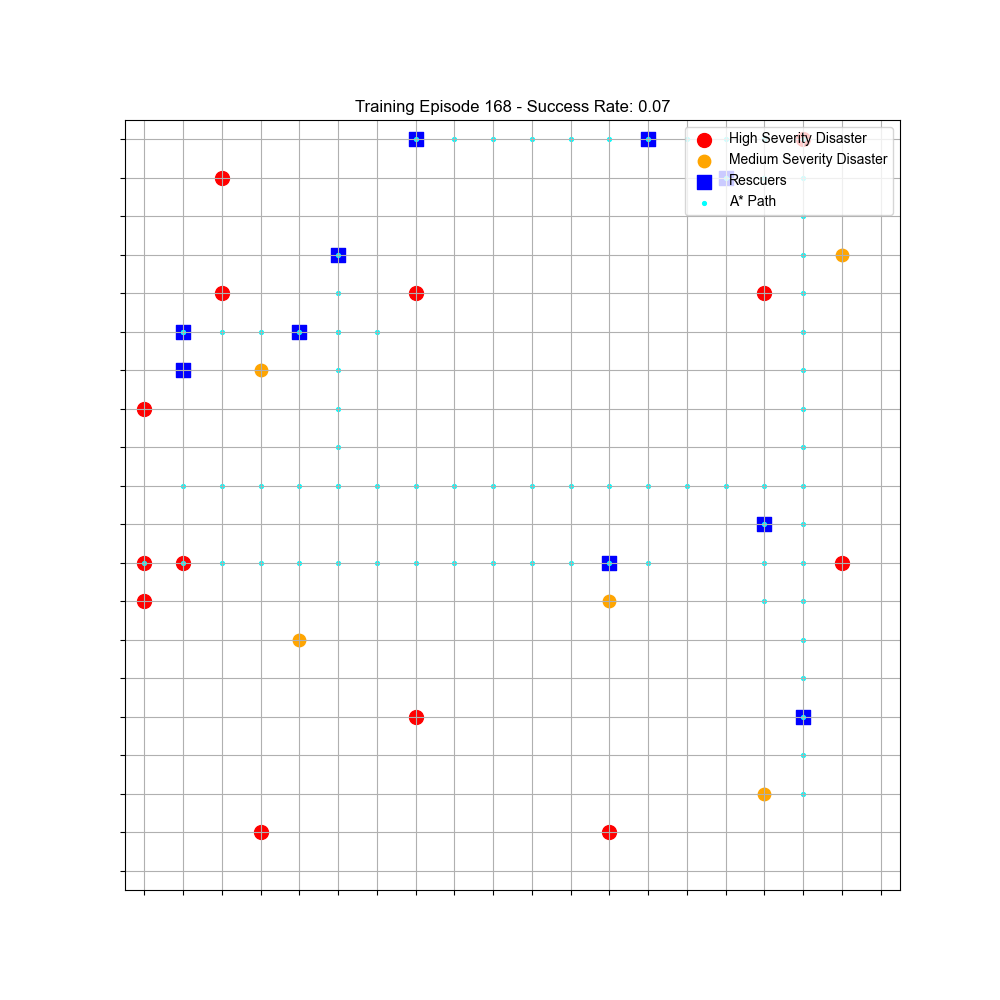 Training Episode 168 - Success Rate: 0.07
High Severity Disaster
Medium Severity Disaster
Rescuers
A* Path